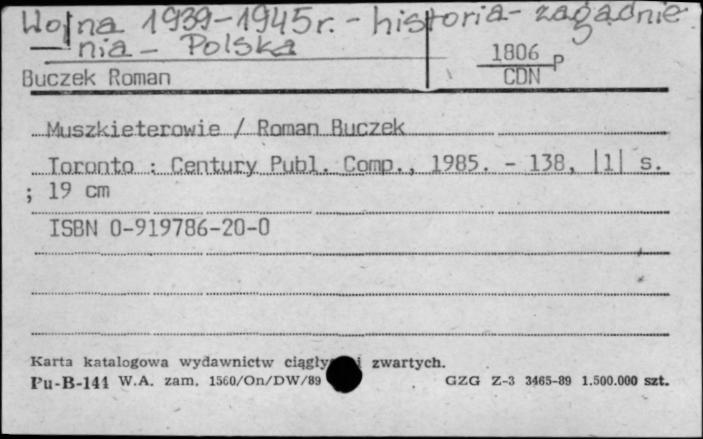 Wojna 1939-1945 r. - historia - zagadnie
nia - Polska
1806 P
CDN
Buczek Roman
Muszkieterowie / Roman Buczek
Toronto : Century Publ. Comp., 1985. - 138, |1| s.
; 19 cm
ISBN 0-919786-20-0
Karta katalogowa wydawnictw zwartych.
Pu-B-144 W.A. zam. 1560/On/DW/89 GZG Z-3 3465-89 1.500.000 szt.